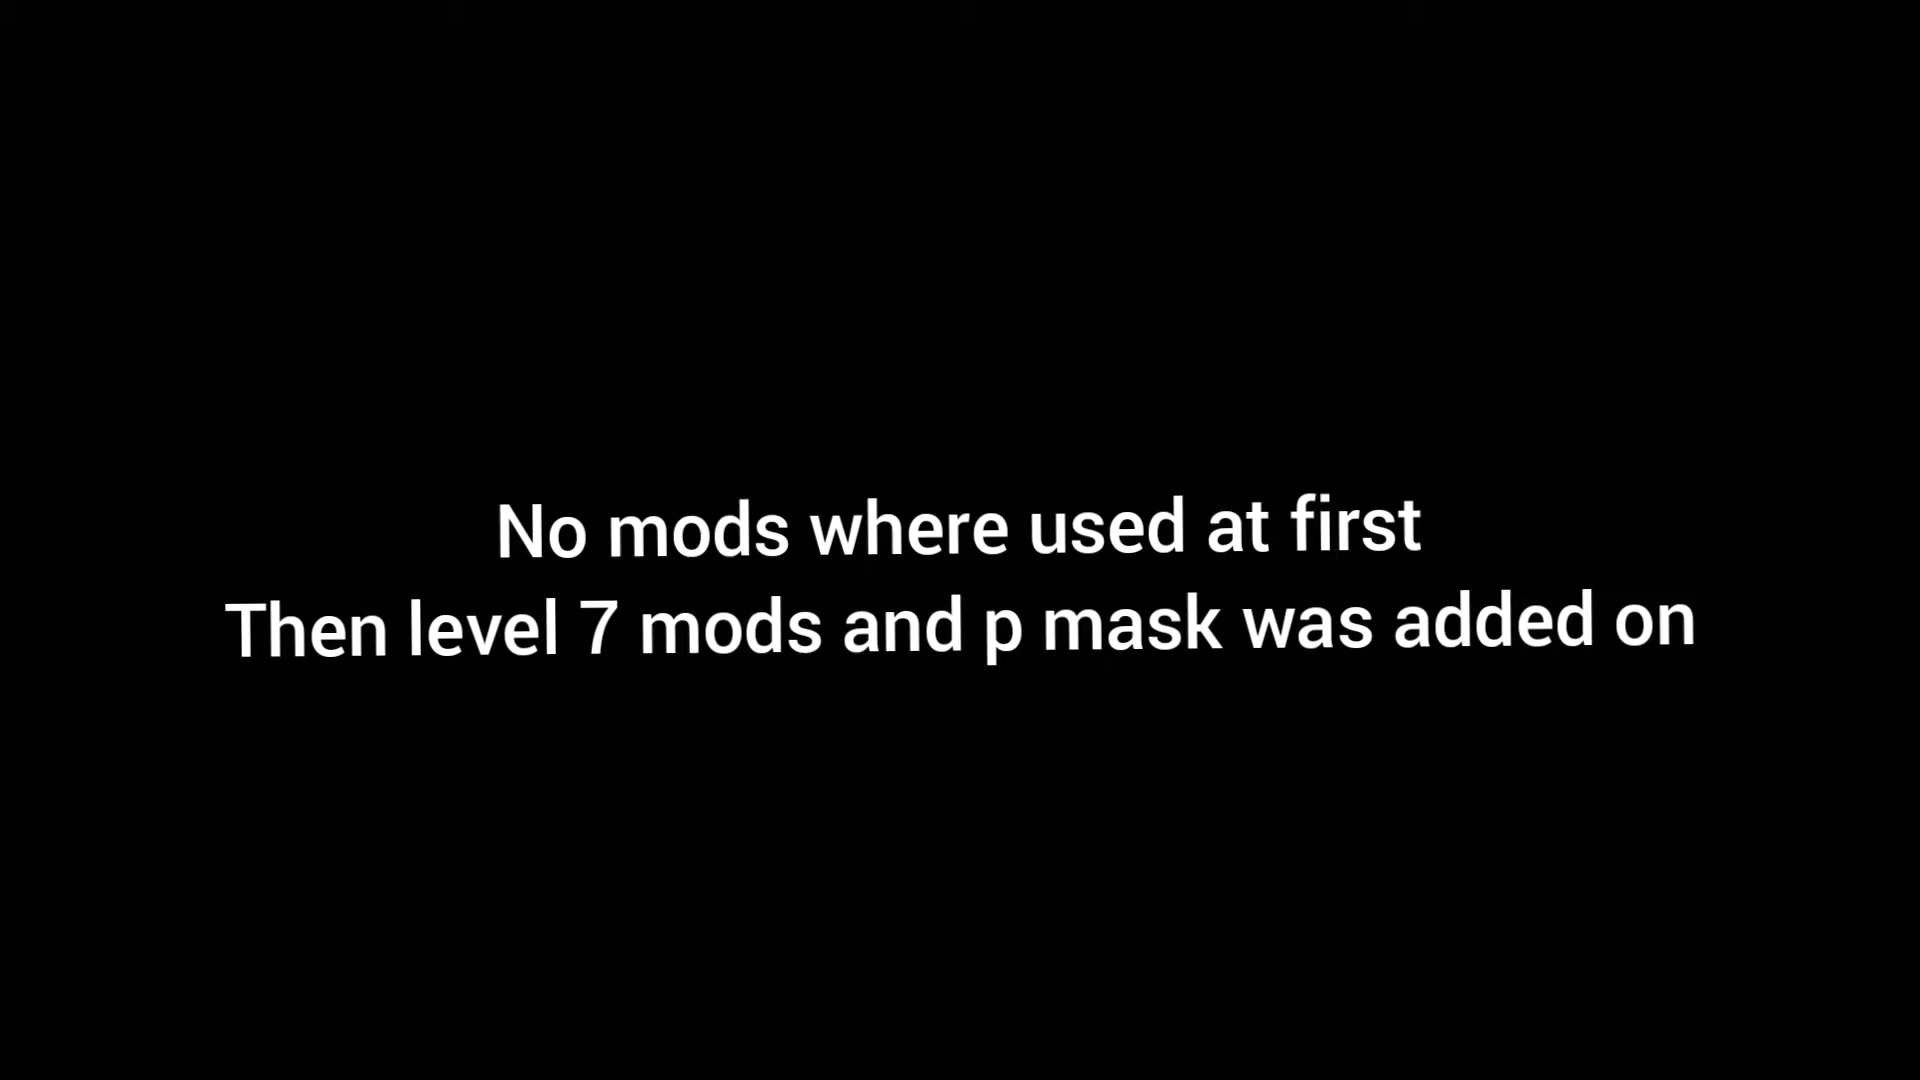 No mods where used at first
Then level 7 mods and p mask was added on